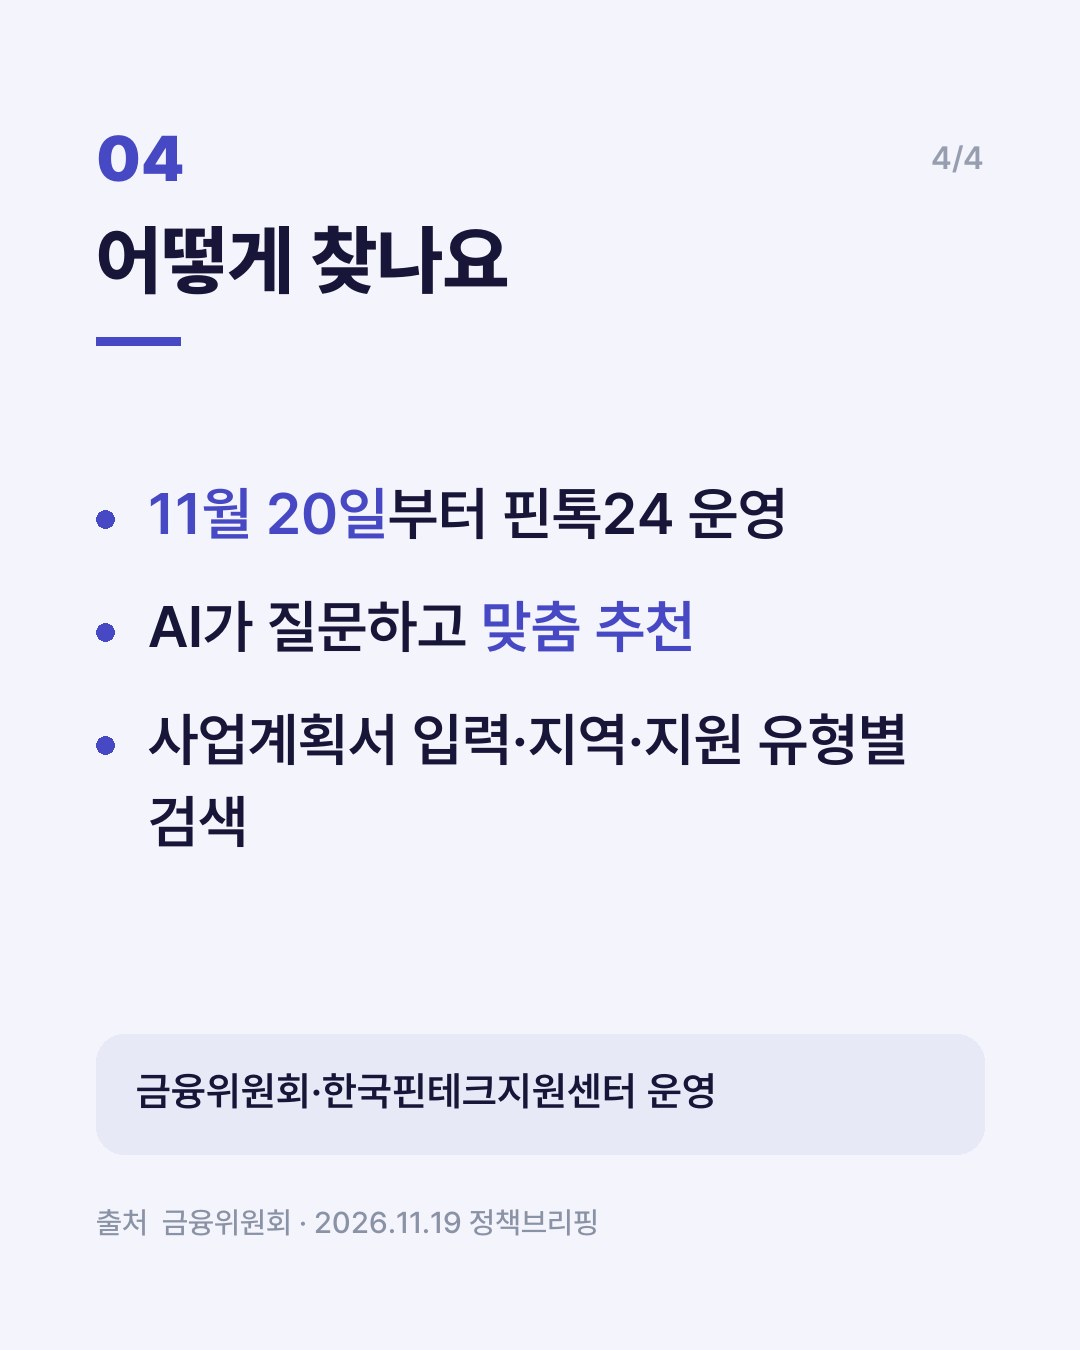 04
4/4
어떻게 찾나요
11월 20일부터 핀톡24 운영
AI가 질문하고 맞춤 추천
사업계획서 입력·지역·지원 유형별
검색
금융위원회·한국핀테크지원센터 운영
출처 금융위원회 · 2026.11.19 정책브리핑